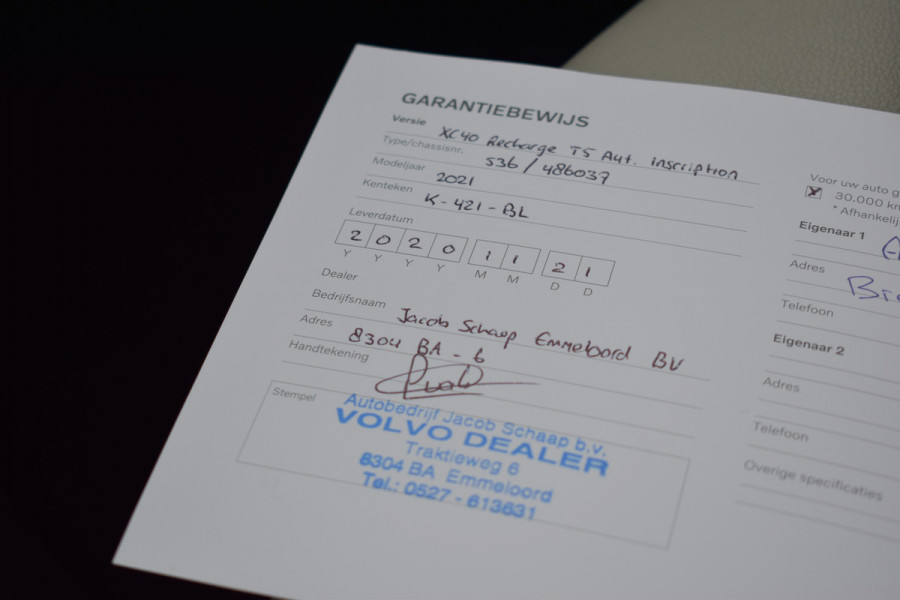 GARANTIEBEWIJS
Versie XC40 Recharge T5 Aut. inscription
Type/chassisnr. 536 / 486037
Modeljaar 2021
Kenteken K-421-BL
Leverdatum
2 0 2 0 1 1 2 1
Y Y Y Y M M D D
Dealer
Bedrijfsnaam Jacob Schaap Emmeloord BV
Adres 8304 BA - 6
Handtekening
Stempel
Autobedrijf Jacob Schaap b.v.
VOLVO DEALER
Traktieweg 6
8304 BA Emmeloord
Tel.: 0527 - 613631
Voor uw auto g
30.000 km
* Afhankelij
Eigenaar 1
Adres Bre
Telefoon
Eigenaar 2
Adres
Telefoon
Overige specificaties